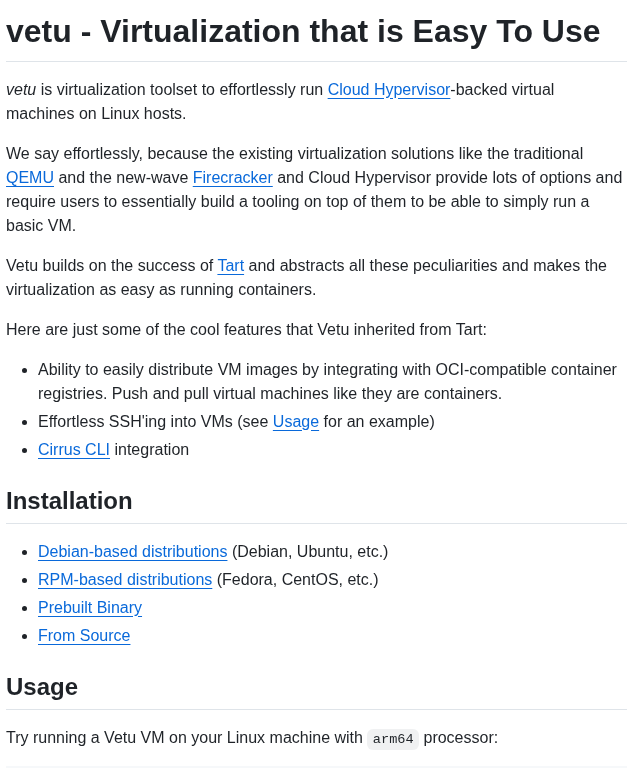 vetu - Virtualization that is Easy To Use
vetu is virtualization toolset to effortlessly run Cloud Hypervisor-backed virtual
machines on Linux hosts.
We say effortlessly, because the existing virtualization solutions like the traditional
QEMU and the new-wave Firecracker and Cloud Hypervisor provide lots of options and
require users to essentially build a tooling on top of them to be able to simply run a
basic VM.
Vetu builds on the success of Tart and abstracts all these peculiarities and makes the
virtualization as easy as running containers.
Here are just some of the cool features that Vetu inherited from Tart:
• Ability to easily distribute VM images by integrating with OCI-compatible container
registries. Push and pull virtual machines like they are containers.
• Effortless SSH'ing into VMs (see Usage for an example)
• Cirrus CLI integration
Installation
• Debian-based distributions (Debian, Ubuntu, etc.)
• RPM-based distributions (Fedora, CentOS, etc.)
• Prebuilt Binary
• From Source
Usage
Try running a Vetu VM on your Linux machine with arm64 processor: